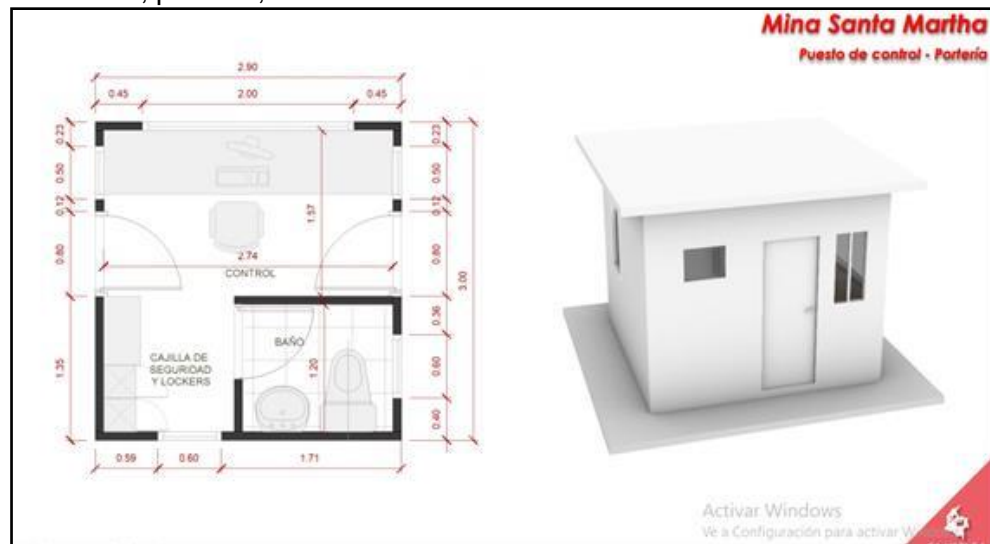 Mina Santa Martha
Puesto de control - Portería
2.90
0.45
2.00
0.45
0.23
0.50
0.12
0.80
1.35
0.23
0.50
0.12
0.80
0.36
0.60
0.40
3.00
1.57
2.74
CONTROL
BAÑO
1.20
CAJILLA DE
SEGURIDAD
Y LOCKERS
0.59
0.60
1.71
Activar Windows
Ve a Configuración para activar